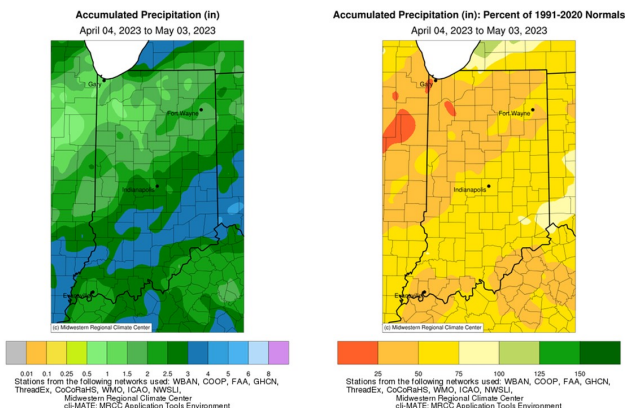 Accumulated Precipitation (in)
April 04, 2023 to May 03, 2023
Gary
Fort Wayne
Indianapolis
(c) Midwestern Regional Climate Center
0.01 0.1 0.25 0.5 1 1.5 2 2.5 3 4 5 6 8
Stations from the following networks used: WBAN, COOP, FAA, GHCN,
ThreadEx, CoCoRaHS, WMO, ICAO, NWSLI,
Midwestern Regional Climate Center
cli-MATE: MRCC Application Tools Environment
Accumulated Precipitation (in): Percent of 1991-2020 Normals
April 04, 2023 to May 03, 2023
Gary
Fort Wayne
Indianapolis
(c) Midwestern Regional Climate Center
25 50 75 100 125 150
Stations from the following networks used: WBAN, COOP, FAA, GHCN,
ThreadEx, CoCoRaHS, WMO, ICAO, NWSLI,
Midwestern Regional Climate Center
cli-MATE: MRCC Application Tools Environment